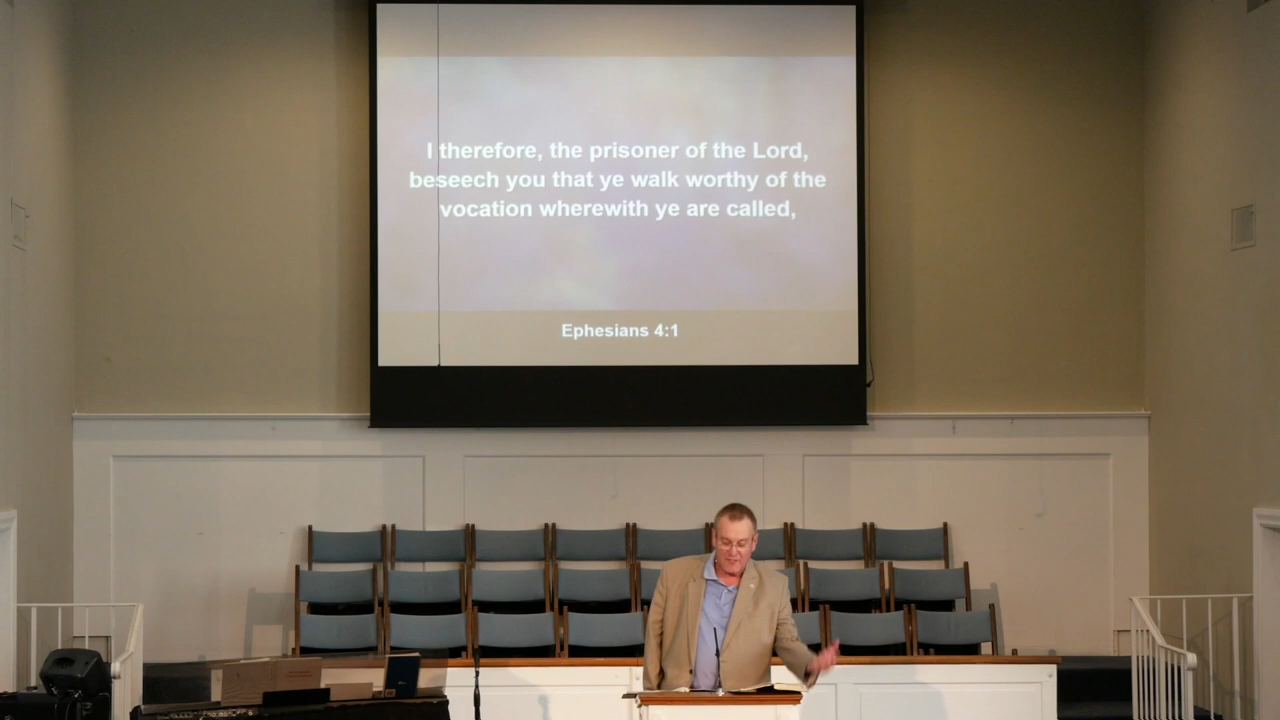 I therefore, the prisoner of the Lord,
beseech you that ye walk worthy of the
vocation wherewith ye are called,
Ephesians 4:1